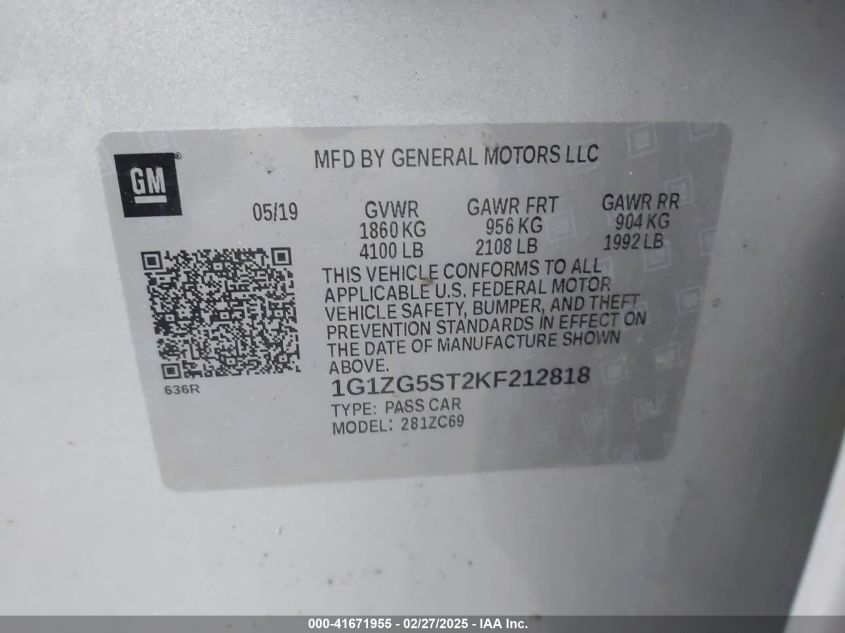 GM®
MFD BY GENERAL MOTORS LLC
05/19
GVWR
1860 KG
4100 LB
GAWR FRT
956 KG
2108 LB
GAWR RR
904 KG
1992 LB
THIS VEHICLE CONFORMS TO ALL
APPLICABLE U.S. FEDERAL MOTOR
VEHICLE SAFETY, BUMPER, AND THEFT
PREVENTION STANDARDS IN EFFECT ON
THE DATE OF MANUFACTURE SHOWN
ABOVE.
636R
1G1ZG5ST2KF212818
TYPE: PASS CAR
MODEL: 281ZC69
000-41671955 - 02/27/2025 - IAA Inc.